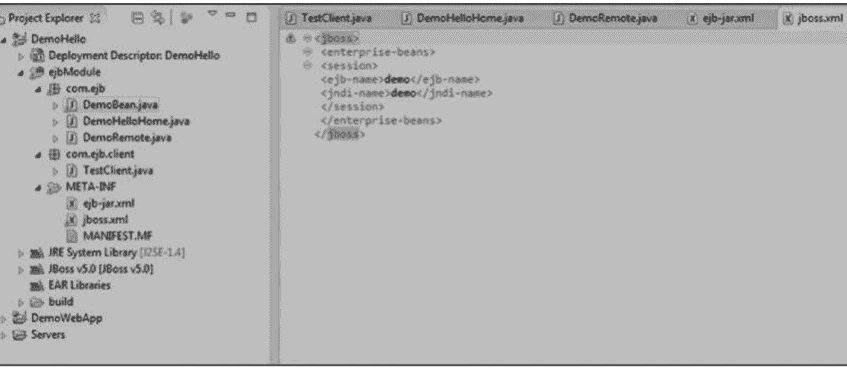 Project Explorer
DemoHello
Deployment Descriptor: DemoHello
ejbModule
com.ejb
DemoBean.java
DemoHelloHome.java
DemoRemote.java
com.ejb.client
TestClient.java
META-INF
ejb-jar.xml
jboss.xml
MANIFEST.MF
JRE System Library [J2SE-1.4]
JBoss v5.0 [JBoss v5.0]
EAR Libraries
build
DemoWebApp
Servers
TestClient.java DemoHelloHome.java DemoRemote.java ejb-jar.xml jboss.xml
<jboss>
<enterprise-beans>
<session>
<ejb-name>demo</ejb-name>
<jndi-name>demo</jndi-name>
</session>
</enterprise-beans>
</jboss>